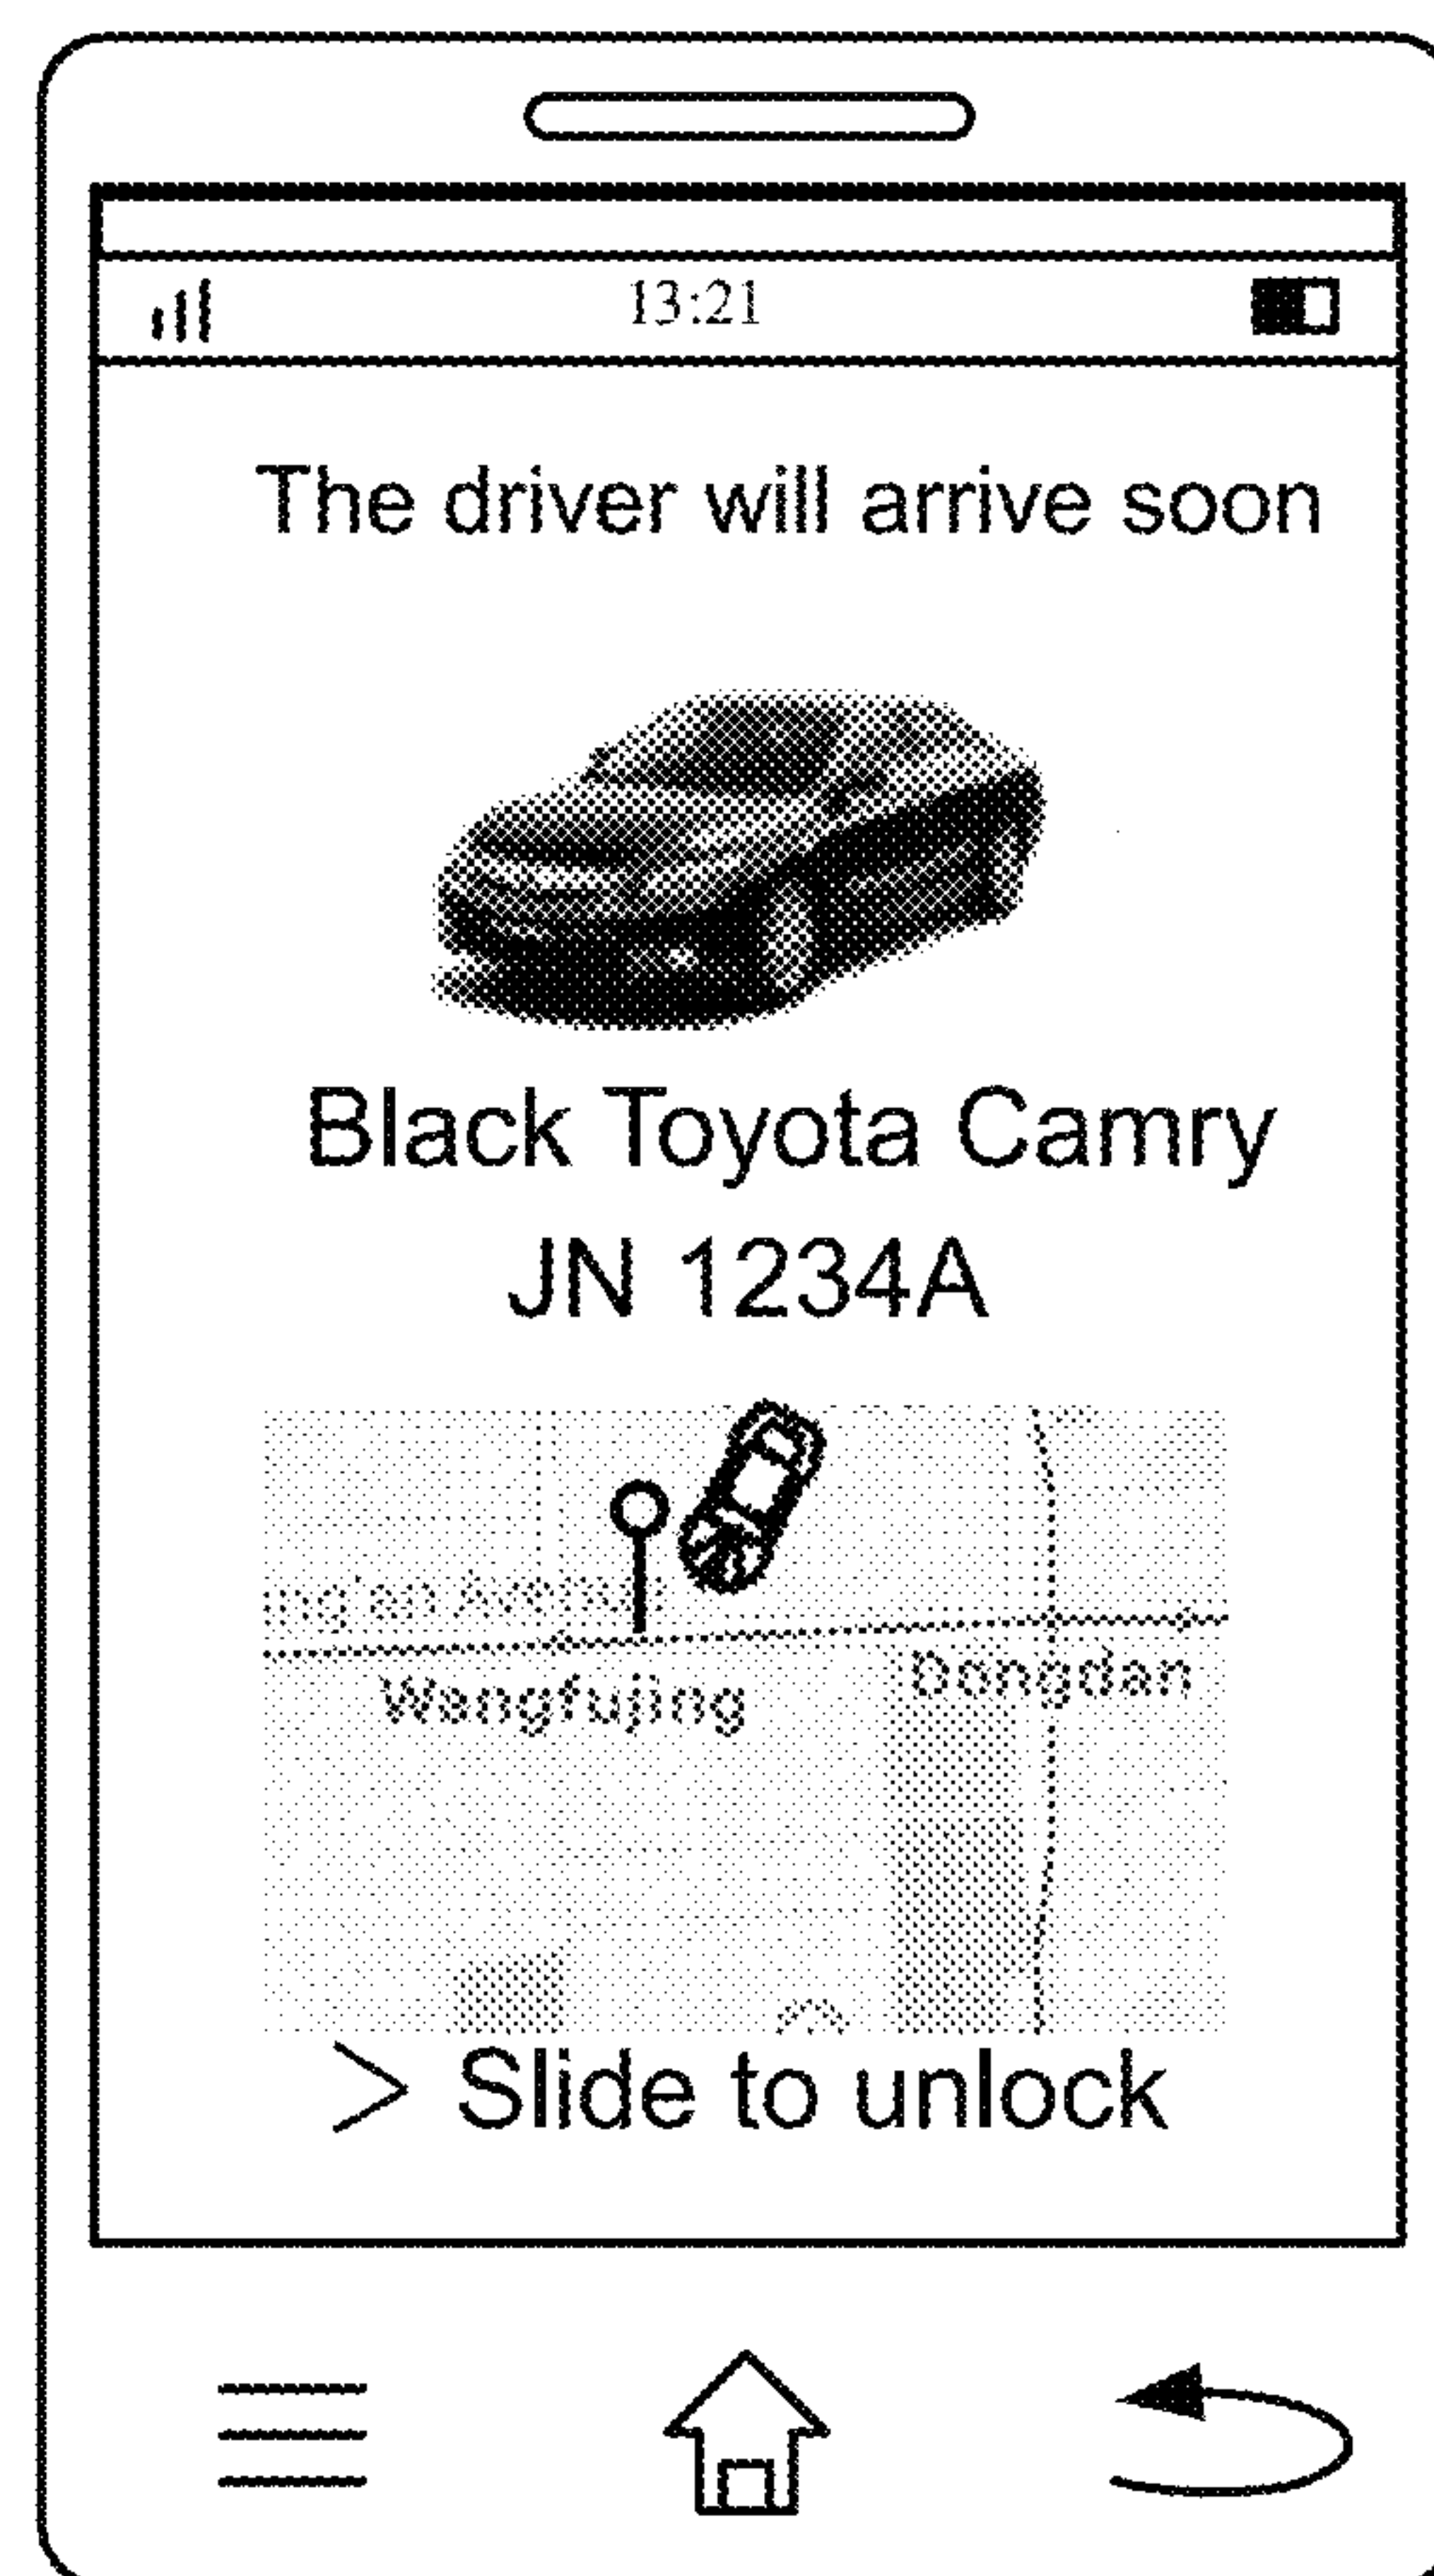 13:21
The driver will arrive soon
Black Toyota Camry
JN 1234A
Wangfujing
Dongdan
> Slide to unlock